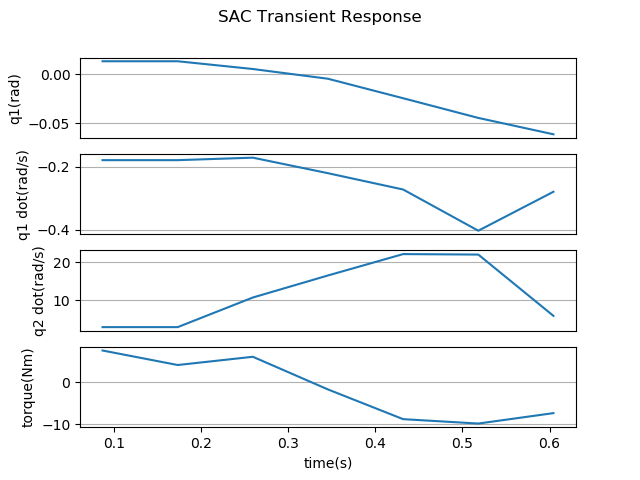 SAC Transient Response
q1(rad)
0.00
−0.05
q1 dot(rad/s)
−0.2
−0.4
q2 dot(rad/s)
20
10
torque(Nm)
0
−10
0.1 0.2 0.3 0.4 0.5 0.6
time(s)